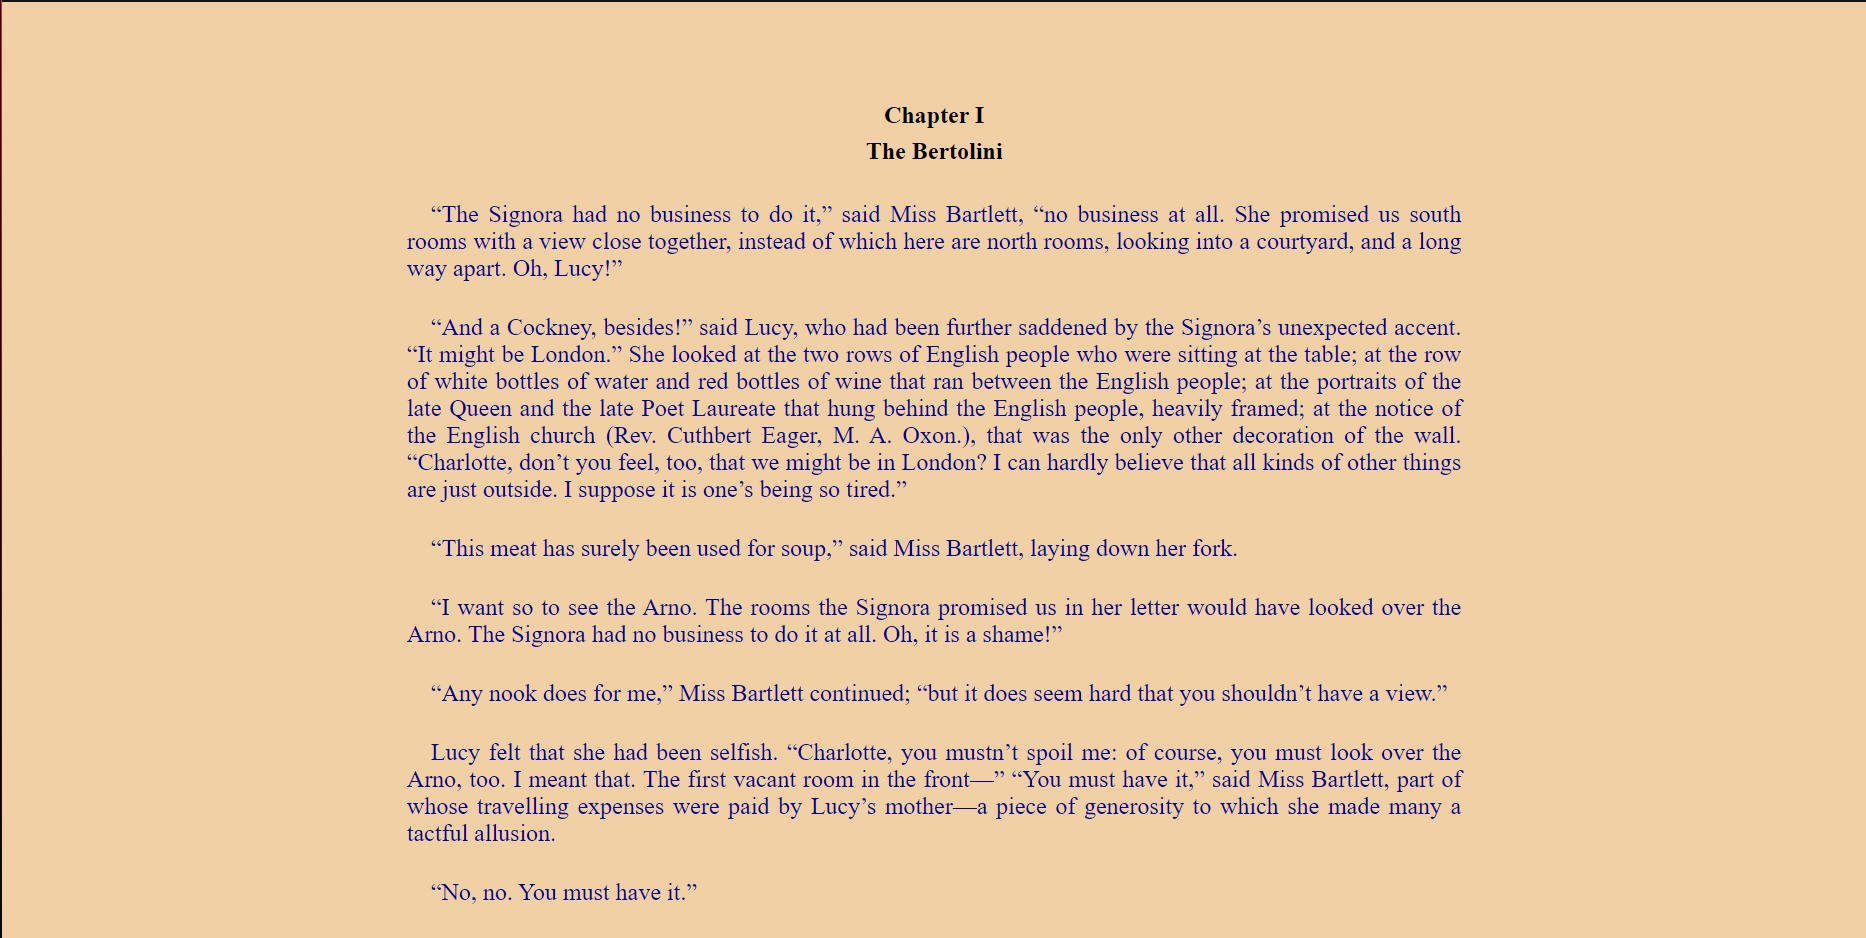 Chapter I
The Bertolini
“The Signora had no business to do it,” said Miss Bartlett, “no business at all. She promised us south
rooms with a view close together, instead of which here are north rooms, looking into a courtyard, and a long
way apart. Oh, Lucy!”
“And a Cockney, besides!” said Lucy, who had been further saddened by the Signora’s unexpected accent.
“It might be London.” She looked at the two rows of English people who were sitting at the table; at the row
of white bottles of water and red bottles of wine that ran between the English people; at the portraits of the
late Queen and the late Poet Laureate that hung behind the English people, heavily framed; at the notice of
the English church (Rev. Cuthbert Eager, M. A. Oxon.), that was the only other decoration of the wall.
“Charlotte, don’t you feel, too, that we might be in London? I can hardly believe that all kinds of other things
are just outside. I suppose it is one’s being so tired.”
“This meat has surely been used for soup,” said Miss Bartlett, laying down her fork.
“I want so to see the Arno. The rooms the Signora promised us in her letter would have looked over the
Arno. The Signora had no business to do it at all. Oh, it is a shame!”
“Any nook does for me,” Miss Bartlett continued; “but it does seem hard that you shouldn’t have a view.”
Lucy felt that she had been selfish. “Charlotte, you mustn’t spoil me: of course, you must look over the
Arno, too. I meant that. The first vacant room in the front—” “You must have it,” said Miss Bartlett, part of
whose travelling expenses were paid by Lucy’s mother—a piece of generosity to which she made many a
tactful allusion.
“No, no. You must have it.”